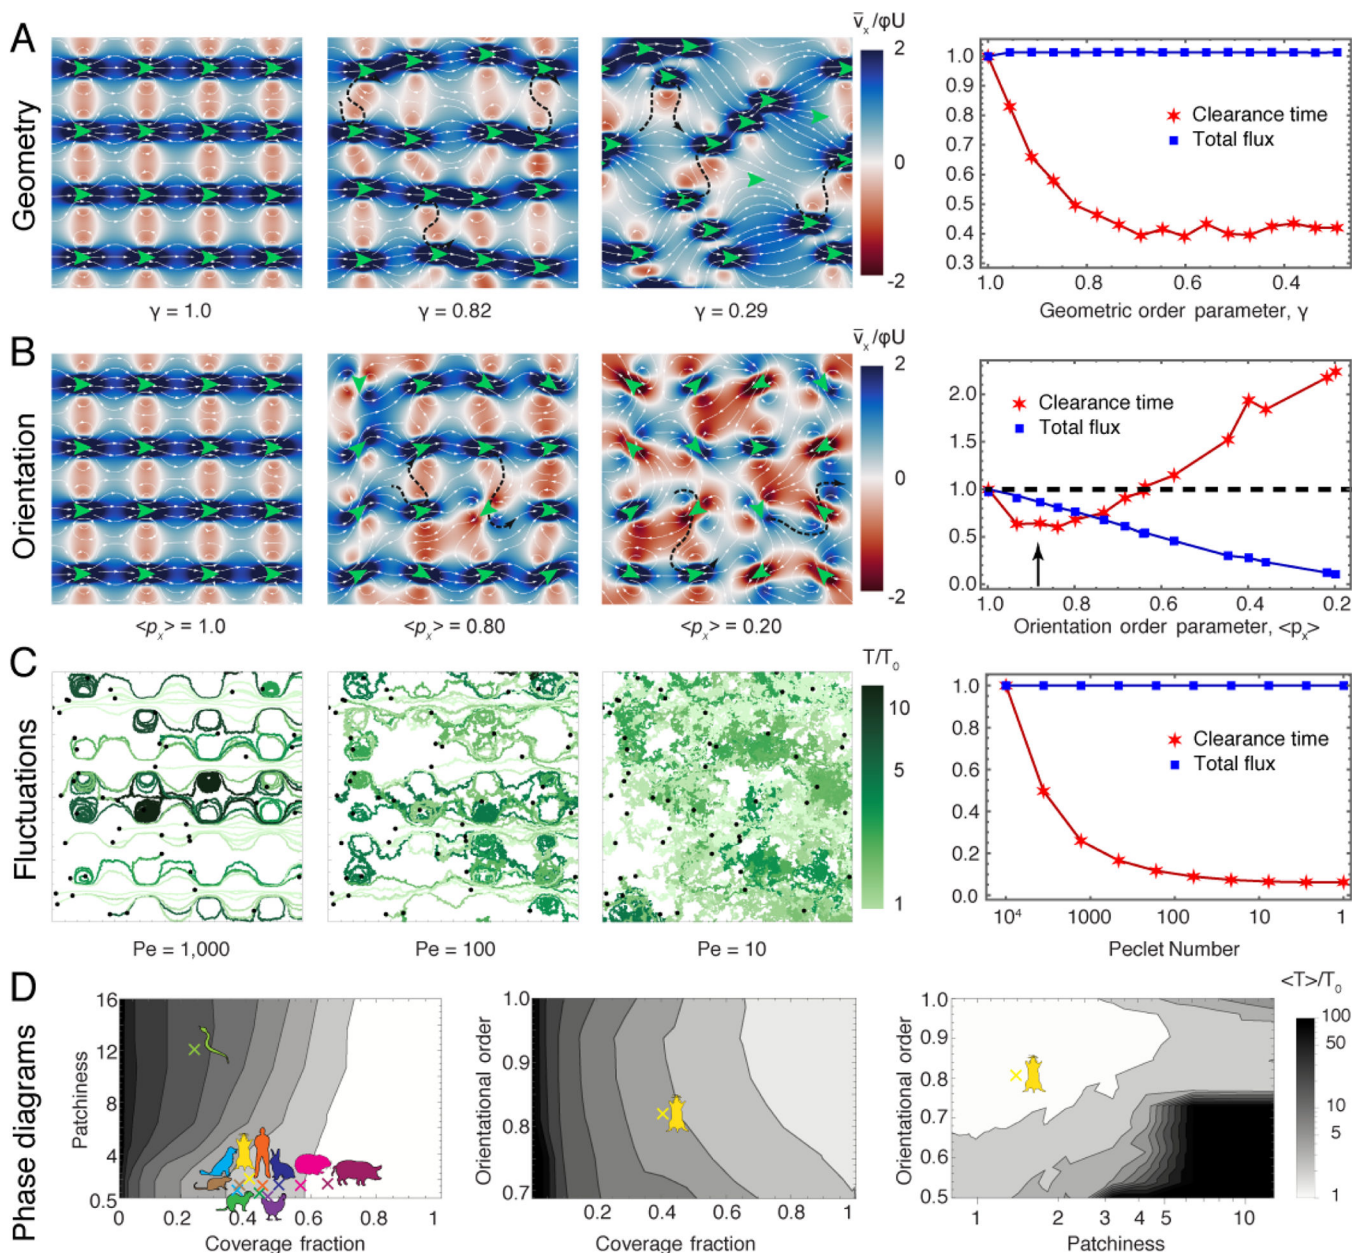 A
Geometry
v̄ₓ/φU
2
0
-2
γ = 1.0
γ = 0.82
γ = 0.29
1.0
0.9
0.8
0.7
0.6
0.5
0.4
0.3
Clearance time
Total flux
1.0 0.8 0.6 0.4
Geometric order parameter, γ
B
Orientation
v̄ₓ/φU
2
0
-2
<pₓ> = 1.0
<pₓ> = 0.80
<pₓ> = 0.20
2.0
1.5
1.0
0.5
0.0
Clearance time
Total flux
1.0 0.8 0.6 0.4 0.2
Orientation order parameter, <pₓ>
C
Fluctuations
T/T₀
10
5
1
Pe = 1,000
Pe = 100
Pe = 10
1.0
0.8
0.6
0.4
0.2
0.0
Clearance time
Total flux
10⁴ 1000 100 10 1
Peclet Number
D
Phase diagrams
Patchiness
16
12
8
4
0.5
0 0.2 0.4 0.6 0.8 1
Coverage fraction
Orientational order
1.0
0.9
0.8
0.7
0.2 0.4 0.6 0.8 1
Coverage fraction
Orientational order
1.0
0.9
0.8
0.7
0.6
0.5
1 2 3 4 5 10
Patchiness
<T>/T₀
100
50
10
5
1